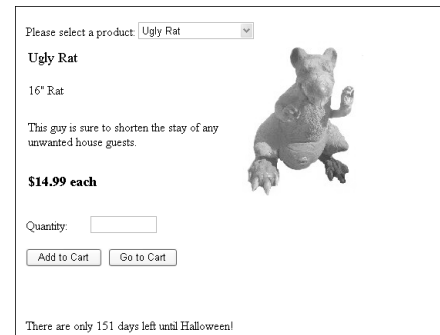 Please select a product: Ugly Rat
Ugly Rat
16" Rat
This guy is sure to shorten the stay of any
unwanted house guests.
$14.99 each
Quantity:
Add to Cart Go to Cart
There are only 151 days left until Halloween!